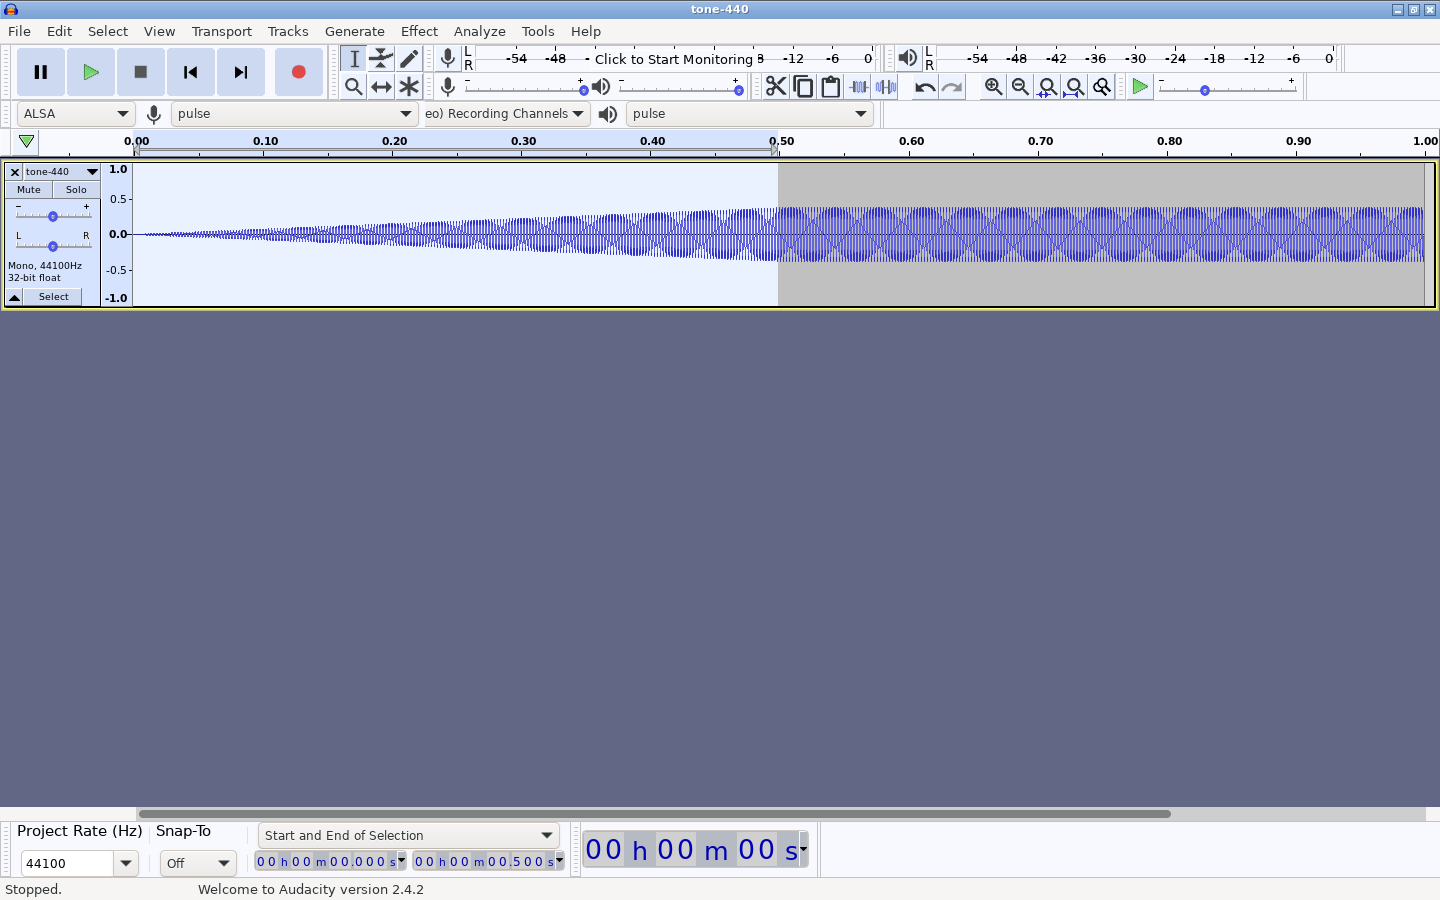 tone-440
File Edit Select View Transport Tracks Generate Effect Analyze Tools Help
L R -54 -48 - Click to Start Monitoring -12 -6 0
L R -54 -48 -42 -36 -30 -24 -18 -12 -6 0
- + - + - +
ALSA pulse eo) Recording Channels pulse
0.00 0.10 0.20 0.30 0.40 0.50 0.60 0.70 0.80 0.90 1.00
tone-440
Mute Solo
- +
L R
Mono, 44100Hz
32-bit float
Select
1.0
0.5
0.0
-0.5
-1.0
Project Rate (Hz) Snap-To Start and End of Selection
44100 Off 00 h 00 m 00.000 s 00 h 00 m 00.500 s
00 h 00 m 00 s
Stopped. Welcome to Audacity version 2.4.2